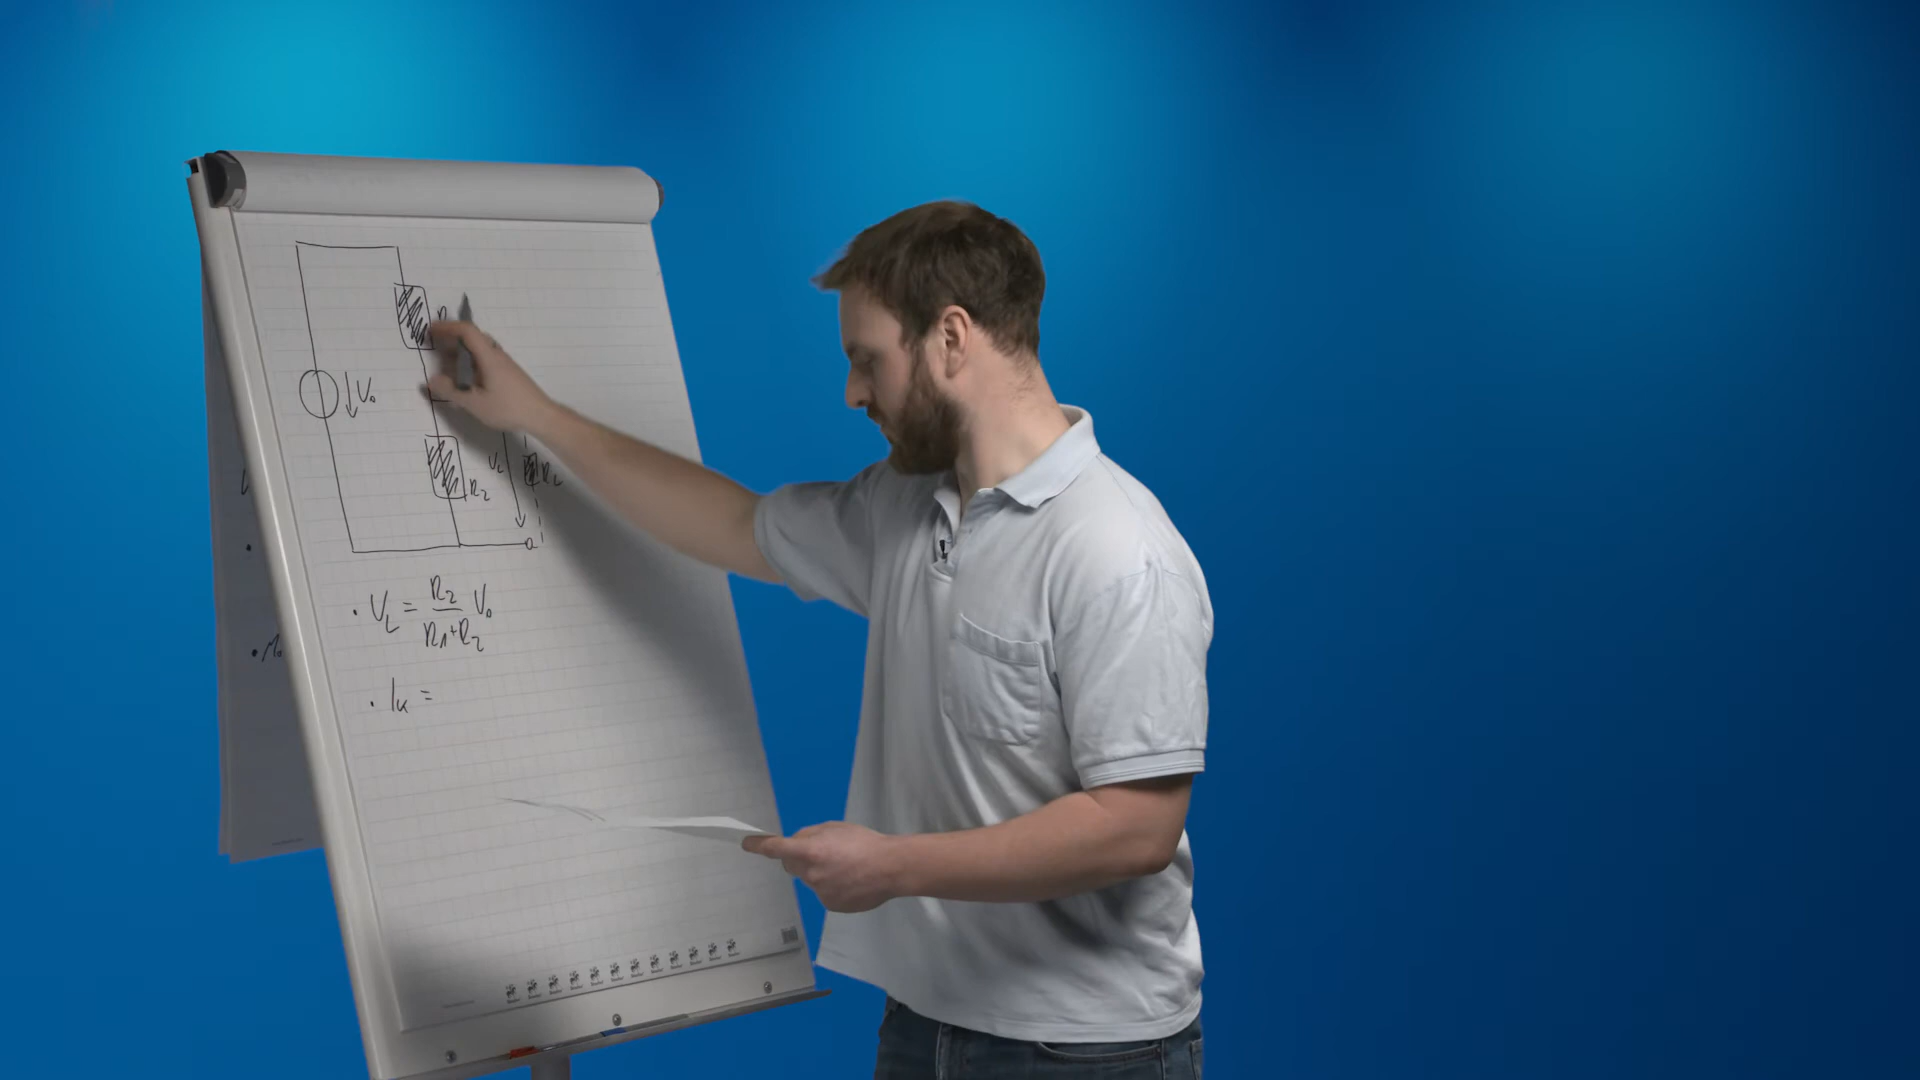 V₀
V_L
R_L
R₂
• V_L = R₂ / (R₁+R₂) V₀
• I_K =